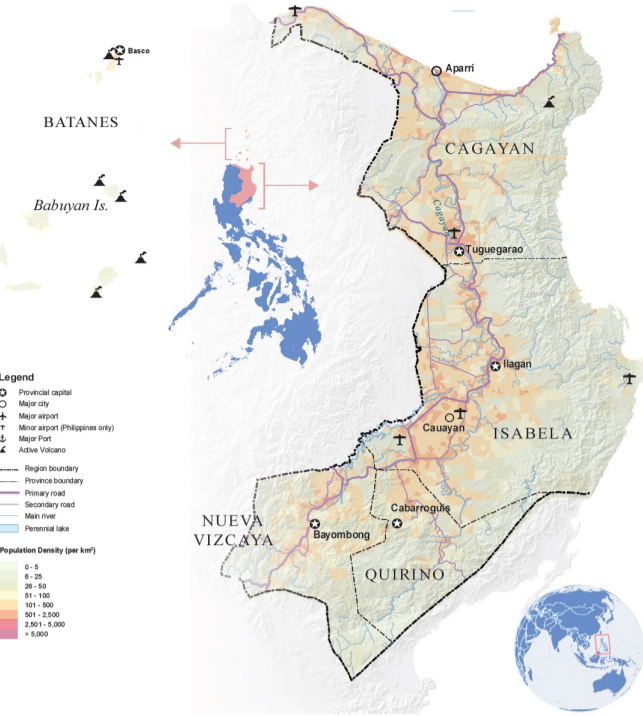 Basco
BATANES
Babuyan Is.
Aparri
CAGAYAN
Cagaya
Tuguegarao
Ilagan
Cauayan
ISABELA
Cabarroguis
NUEVA
VIZCAYA
Bayombong
QUIRINO
Legend
Provincial capital
Major city
Major airport
Minor airport (Philippines only)
Major Port
Active Volcano
Region boundary
Province boundary
Primary road
Secondary road
Main river
Perennial lake
Population Density (per km²)
0 - 5
6 - 25
26 - 50
51 - 100
101 - 500
501 - 2,500
2,501 - 5,000
> 5,000